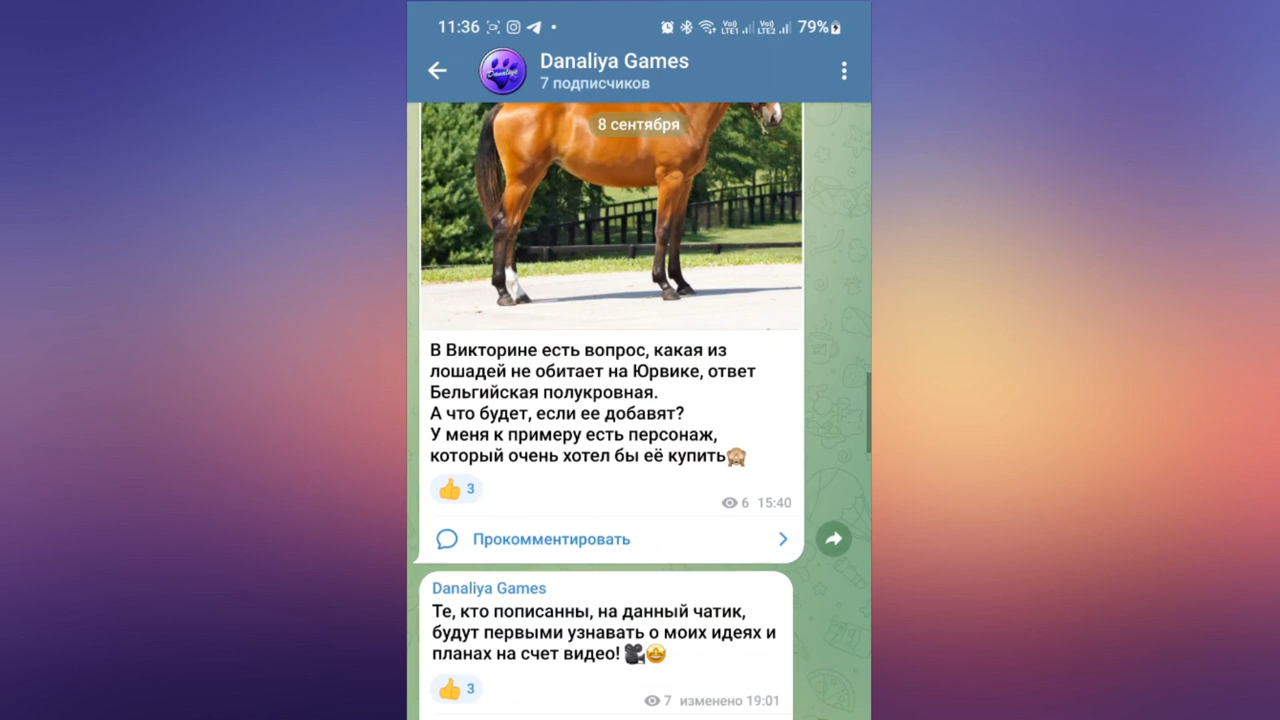 11:36 Vo) LTE1 Vo) LTE2 79%
Danaliya Games
7 подписчиков
Danaliya
8 сентября
В Викторине есть вопрос, какая из
лошадей не обитает на Юрвике, ответ
Бельгийская полукровная.
А что будет, если ее добавят?
У меня к примеру есть персонаж,
который очень хотел бы её купить🙈
👍 3
6 15:40
Прокомментировать
Danaliya Games
Те, кто пописанны, на данный чатик,
будут первыми узнавать о моих идеях и
планах на счет видео! 🎥🤩
👍 3
7 изменено 19:01